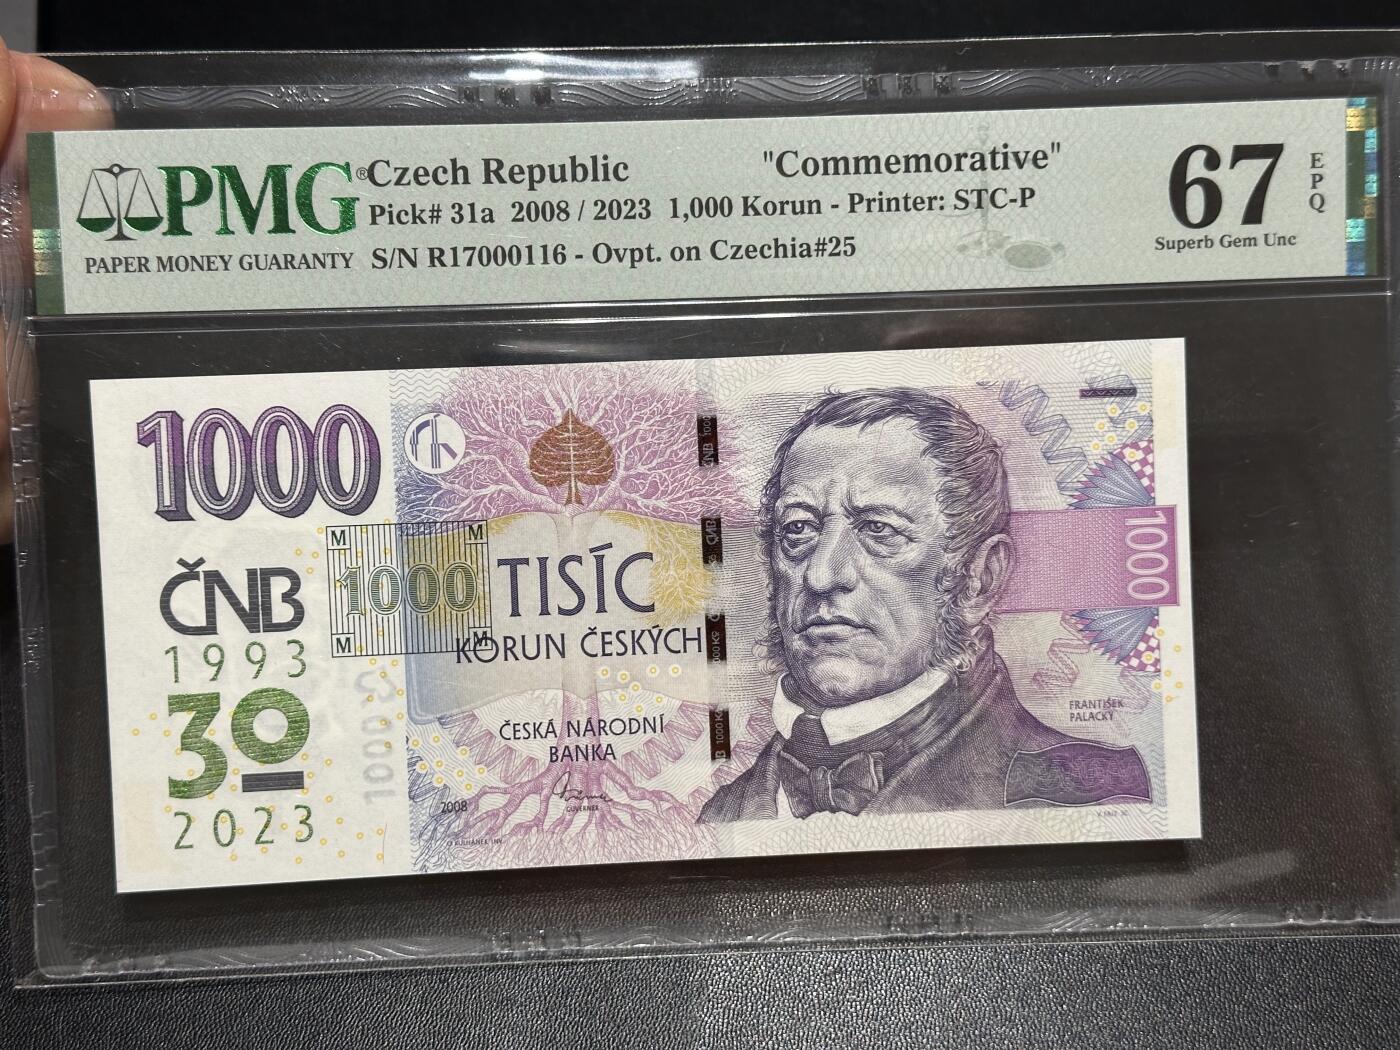 PMG®
PAPER MONEY GUARANTY
Czech Republic "Commemorative"
Pick# 31a 2008 / 2023 1,000 Korun - Printer: STC-P
S/N R17000116 - Ovpt. on Czechia#25
67
EPQ
Superb Gem Unc
1000
ČNB
1993
30
2023
M M
1000
M M
TISÍC
KORUN ČESKÝCH
ČESKÁ NÁRODNÍ
BANKA
GUVERNÉR
2008
O. KULHÁNEK INV.
1000
FRANTIŠEK
PALACKÝ